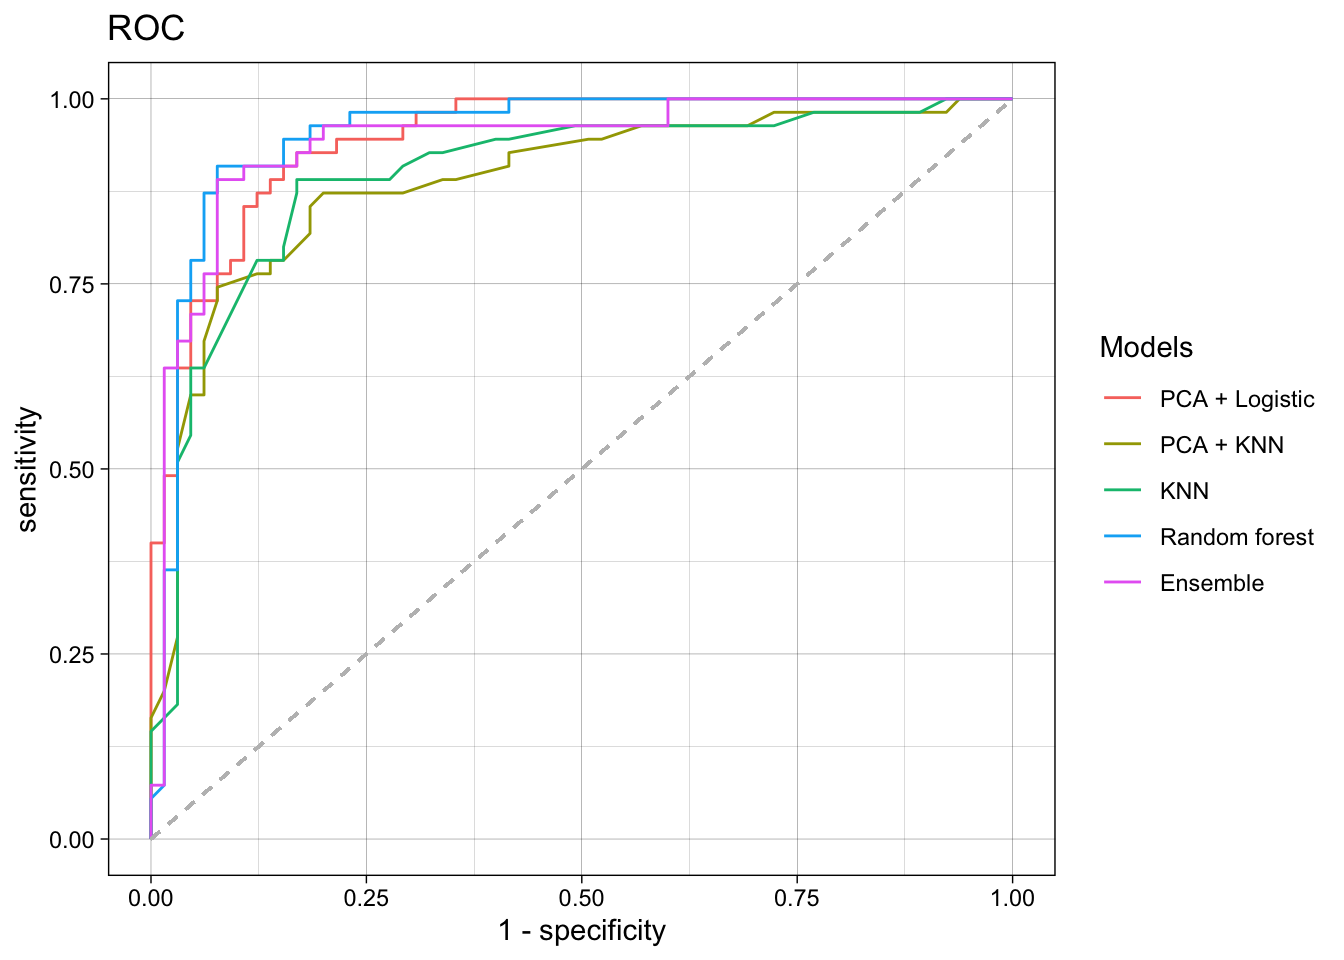 ROC
1.00
0.75
0.50
0.25
0.00
sensitivity
0.00 0.25 0.50 0.75 1.00
1 - specificity
Models
PCA + Logistic
PCA + KNN
KNN
Random forest
Ensemble